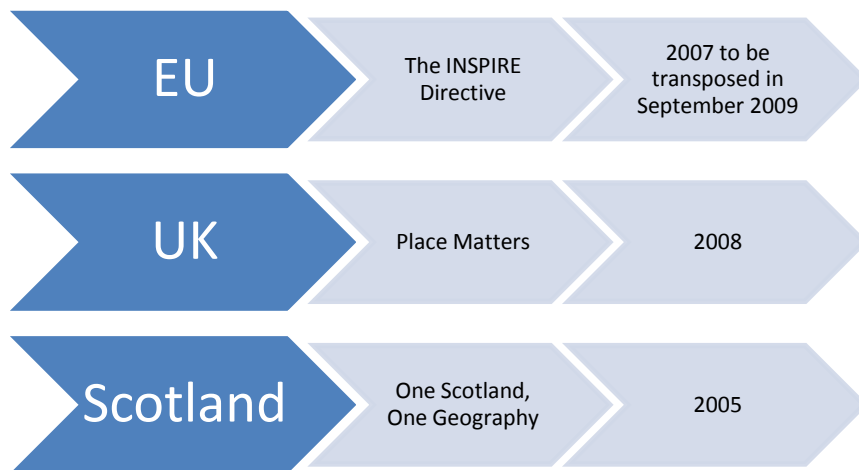 EU
The INSPIRE
Directive
2007 to be
transposed in
September 2009
UK
Place Matters
2008
Scotland
One Scotland,
One Geography
2005